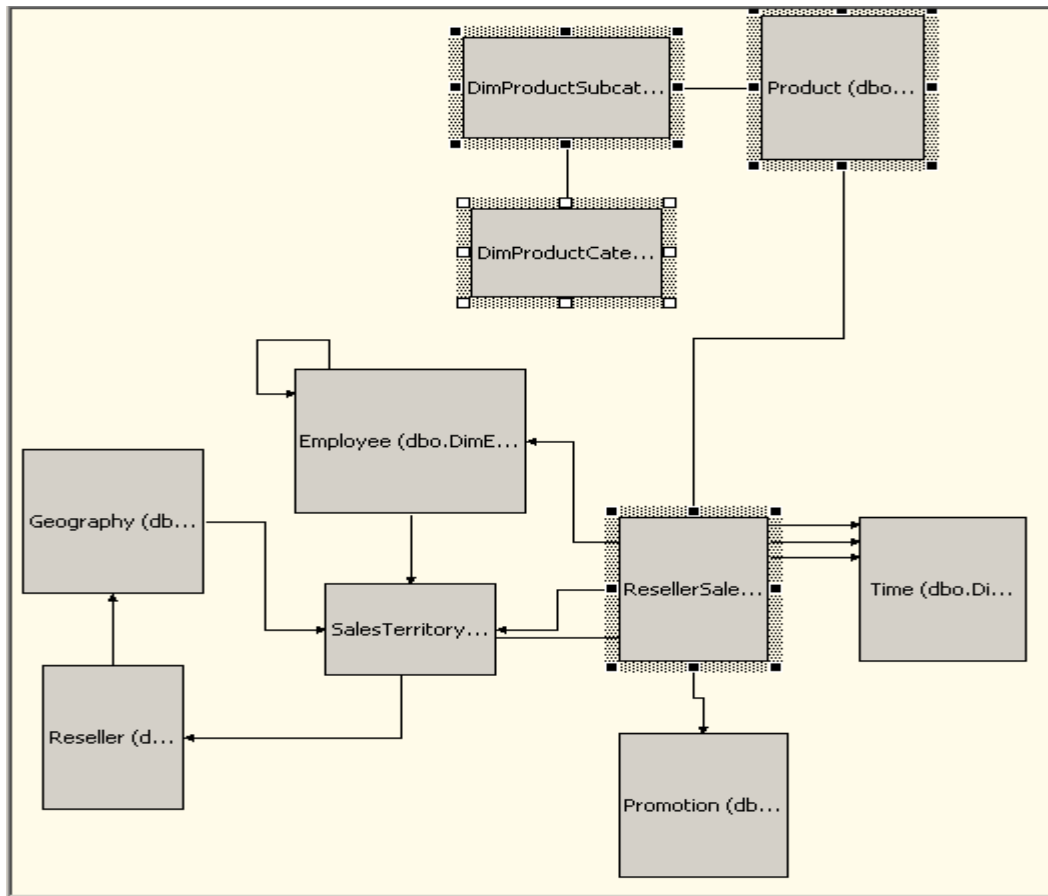 DimProductSubcat...
Product (dbo....
DimProductCate...
Employee (dbo.DimE...
Geography (db...
ResellerSale...
Time (dbo.Di...
SalesTerritory...
Reseller (d...
Promotion (db...